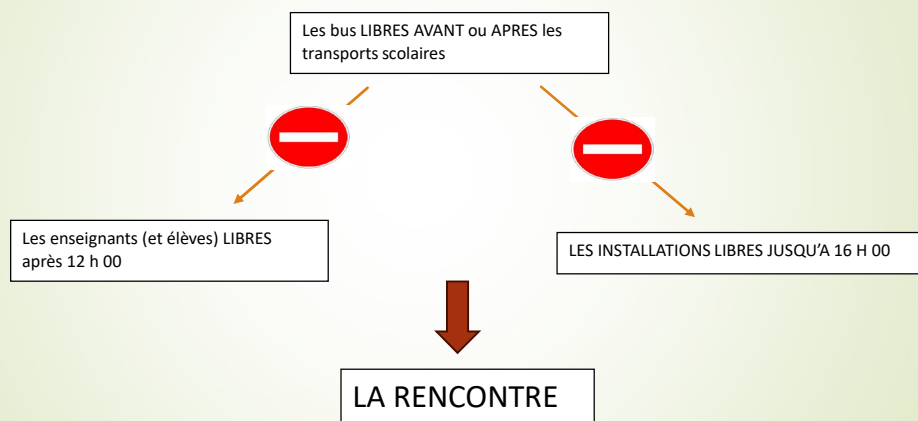 Les bus LIBRES AVANT ou APRES les
transports scolaires
Les enseignants (et élèves) LIBRES
après 12 h 00
LES INSTALLATIONS LIBRES JUSQU'A 16 H 00
LA RENCONTRE